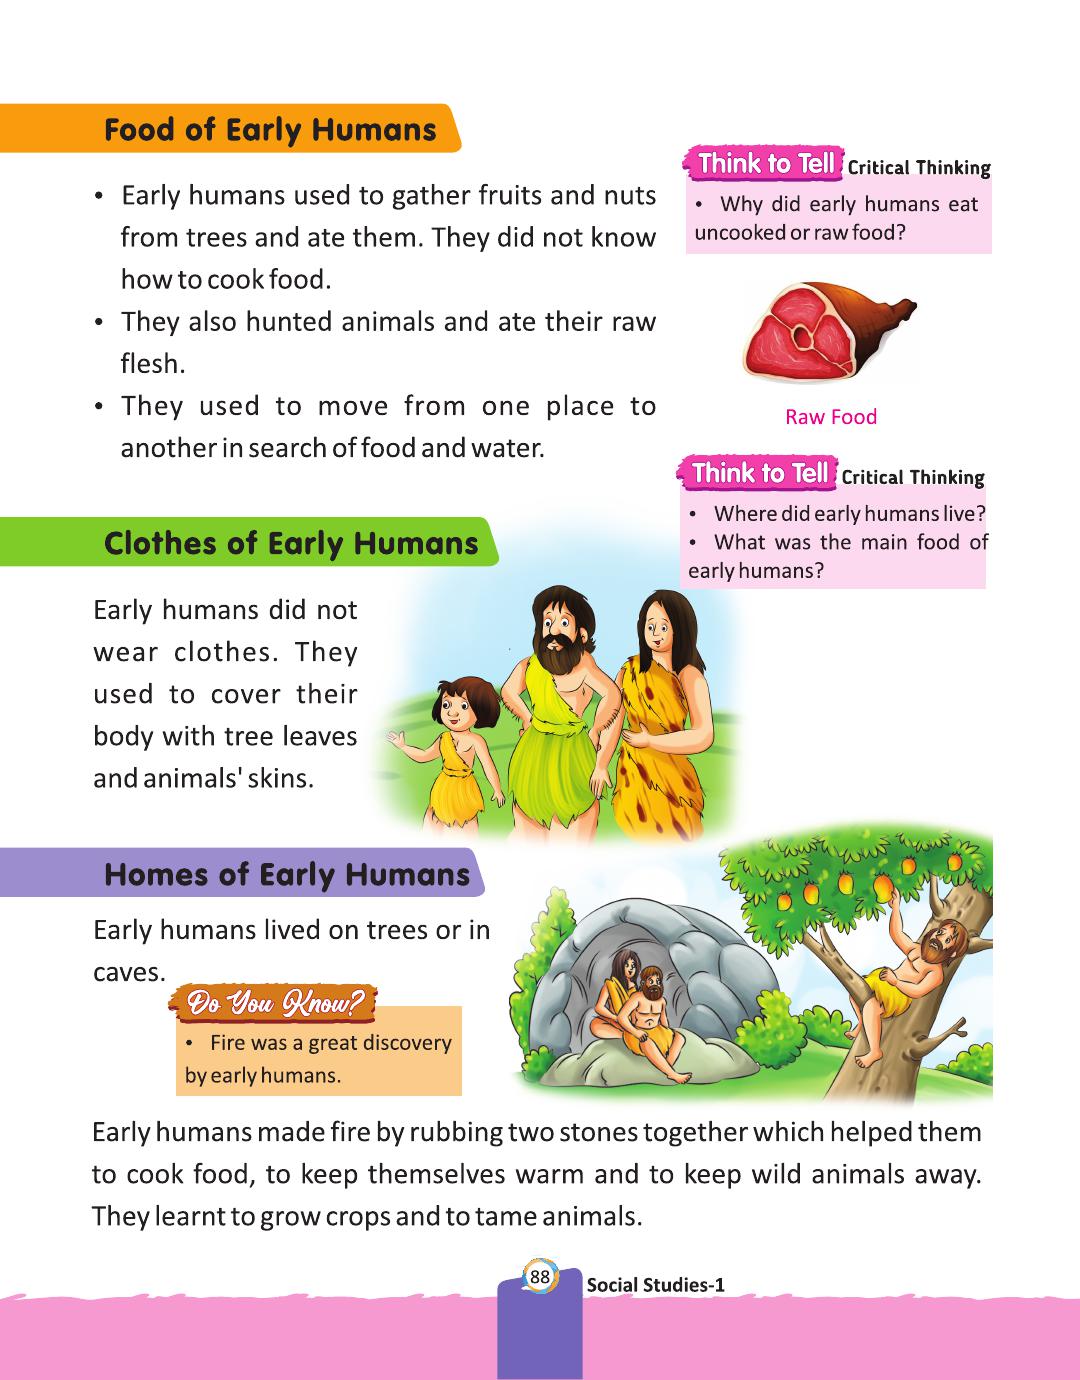 Food of Early Humans
• Early humans used to gather fruits and nuts
from trees and ate them. They did not know
how to cook food.
• They also hunted animals and ate their raw
flesh.
• They used to move from one place to
another in search of food and water.
Think to Tell Critical Thinking
• Why did early humans eat
uncooked or raw food?
Raw Food
Think to Tell Critical Thinking
• Where did early humans live?
• What was the main food of
early humans?
Clothes of Early Humans
Early humans did not
wear clothes. They
used to cover their
body with tree leaves
and animals' skins.
Homes of Early Humans
Early humans lived on trees or in
caves.
Do You Know?
• Fire was a great discovery
by early humans.
Early humans made fire by rubbing two stones together which helped them
to cook food, to keep themselves warm and to keep wild animals away.
They learnt to grow crops and to tame animals.
88
Social Studies-1